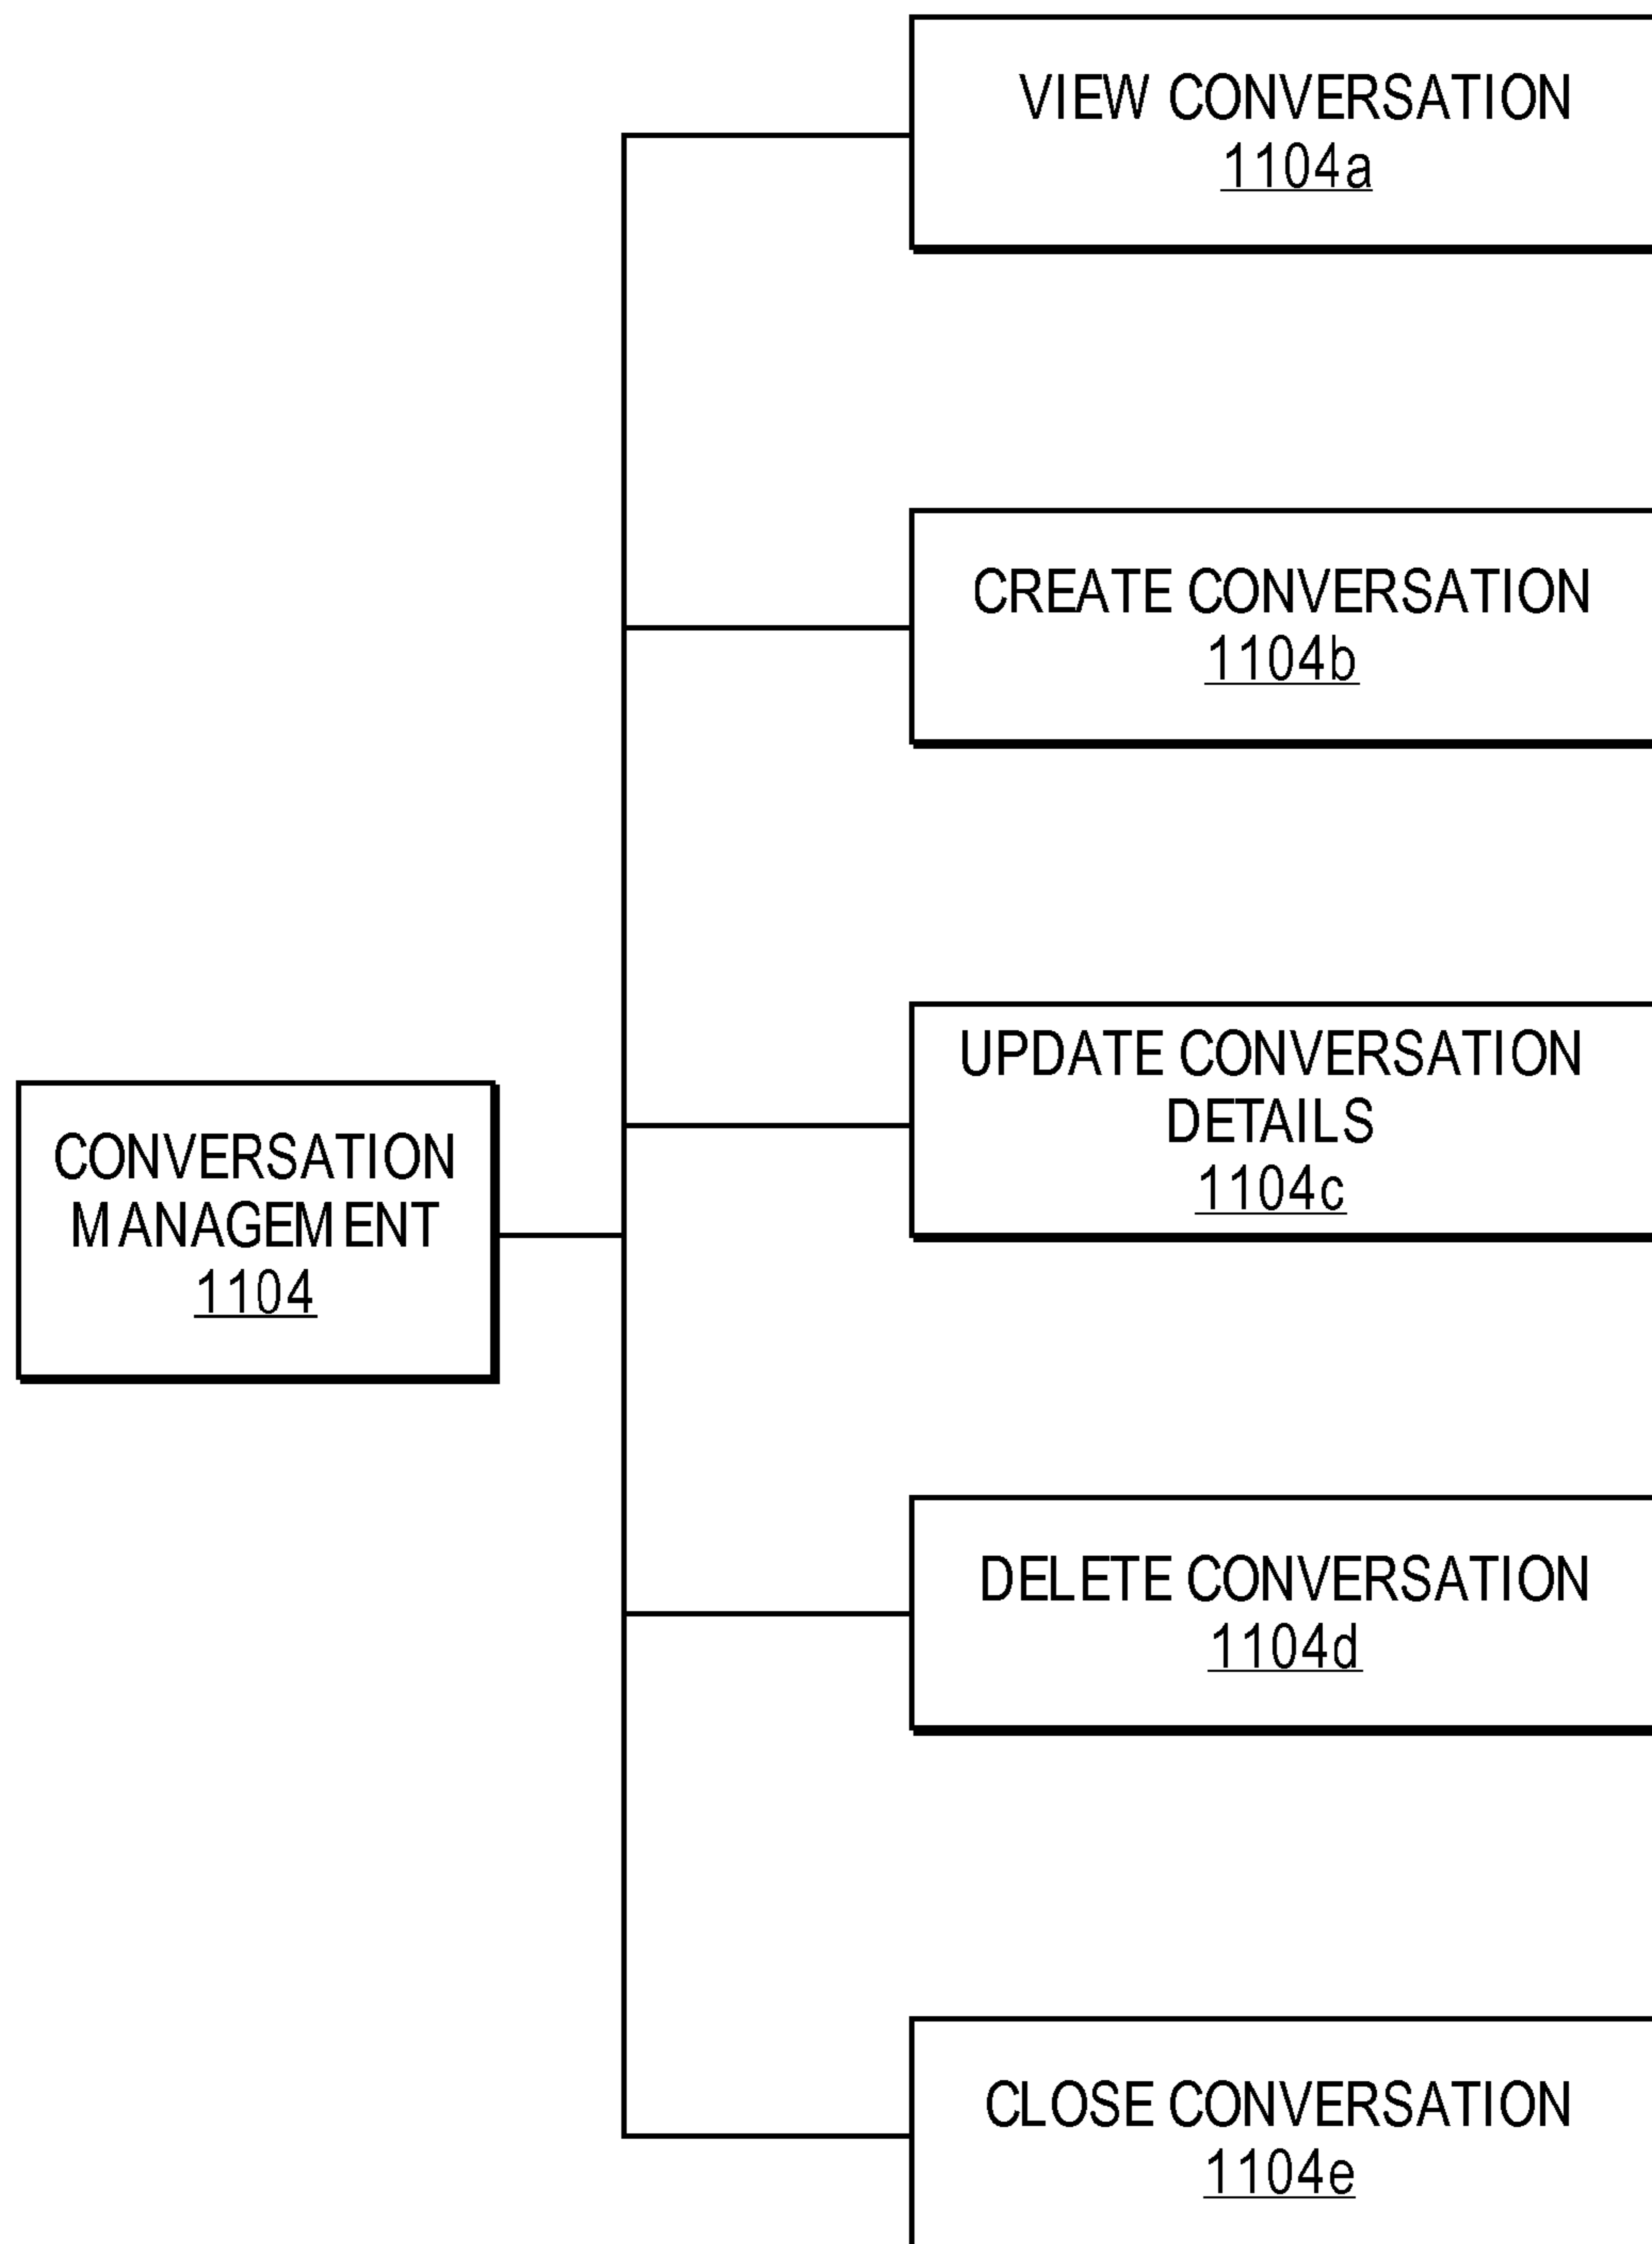 VIEW CONVERSATION
1104a
CREATE CONVERSATION
1104b
UPDATE CONVERSATION
DETAILS
1104c
CONVERSATION
MANAGEMENT
1104
DELETE CONVERSATION
1104d
CLOSE CONVERSATION
1104e